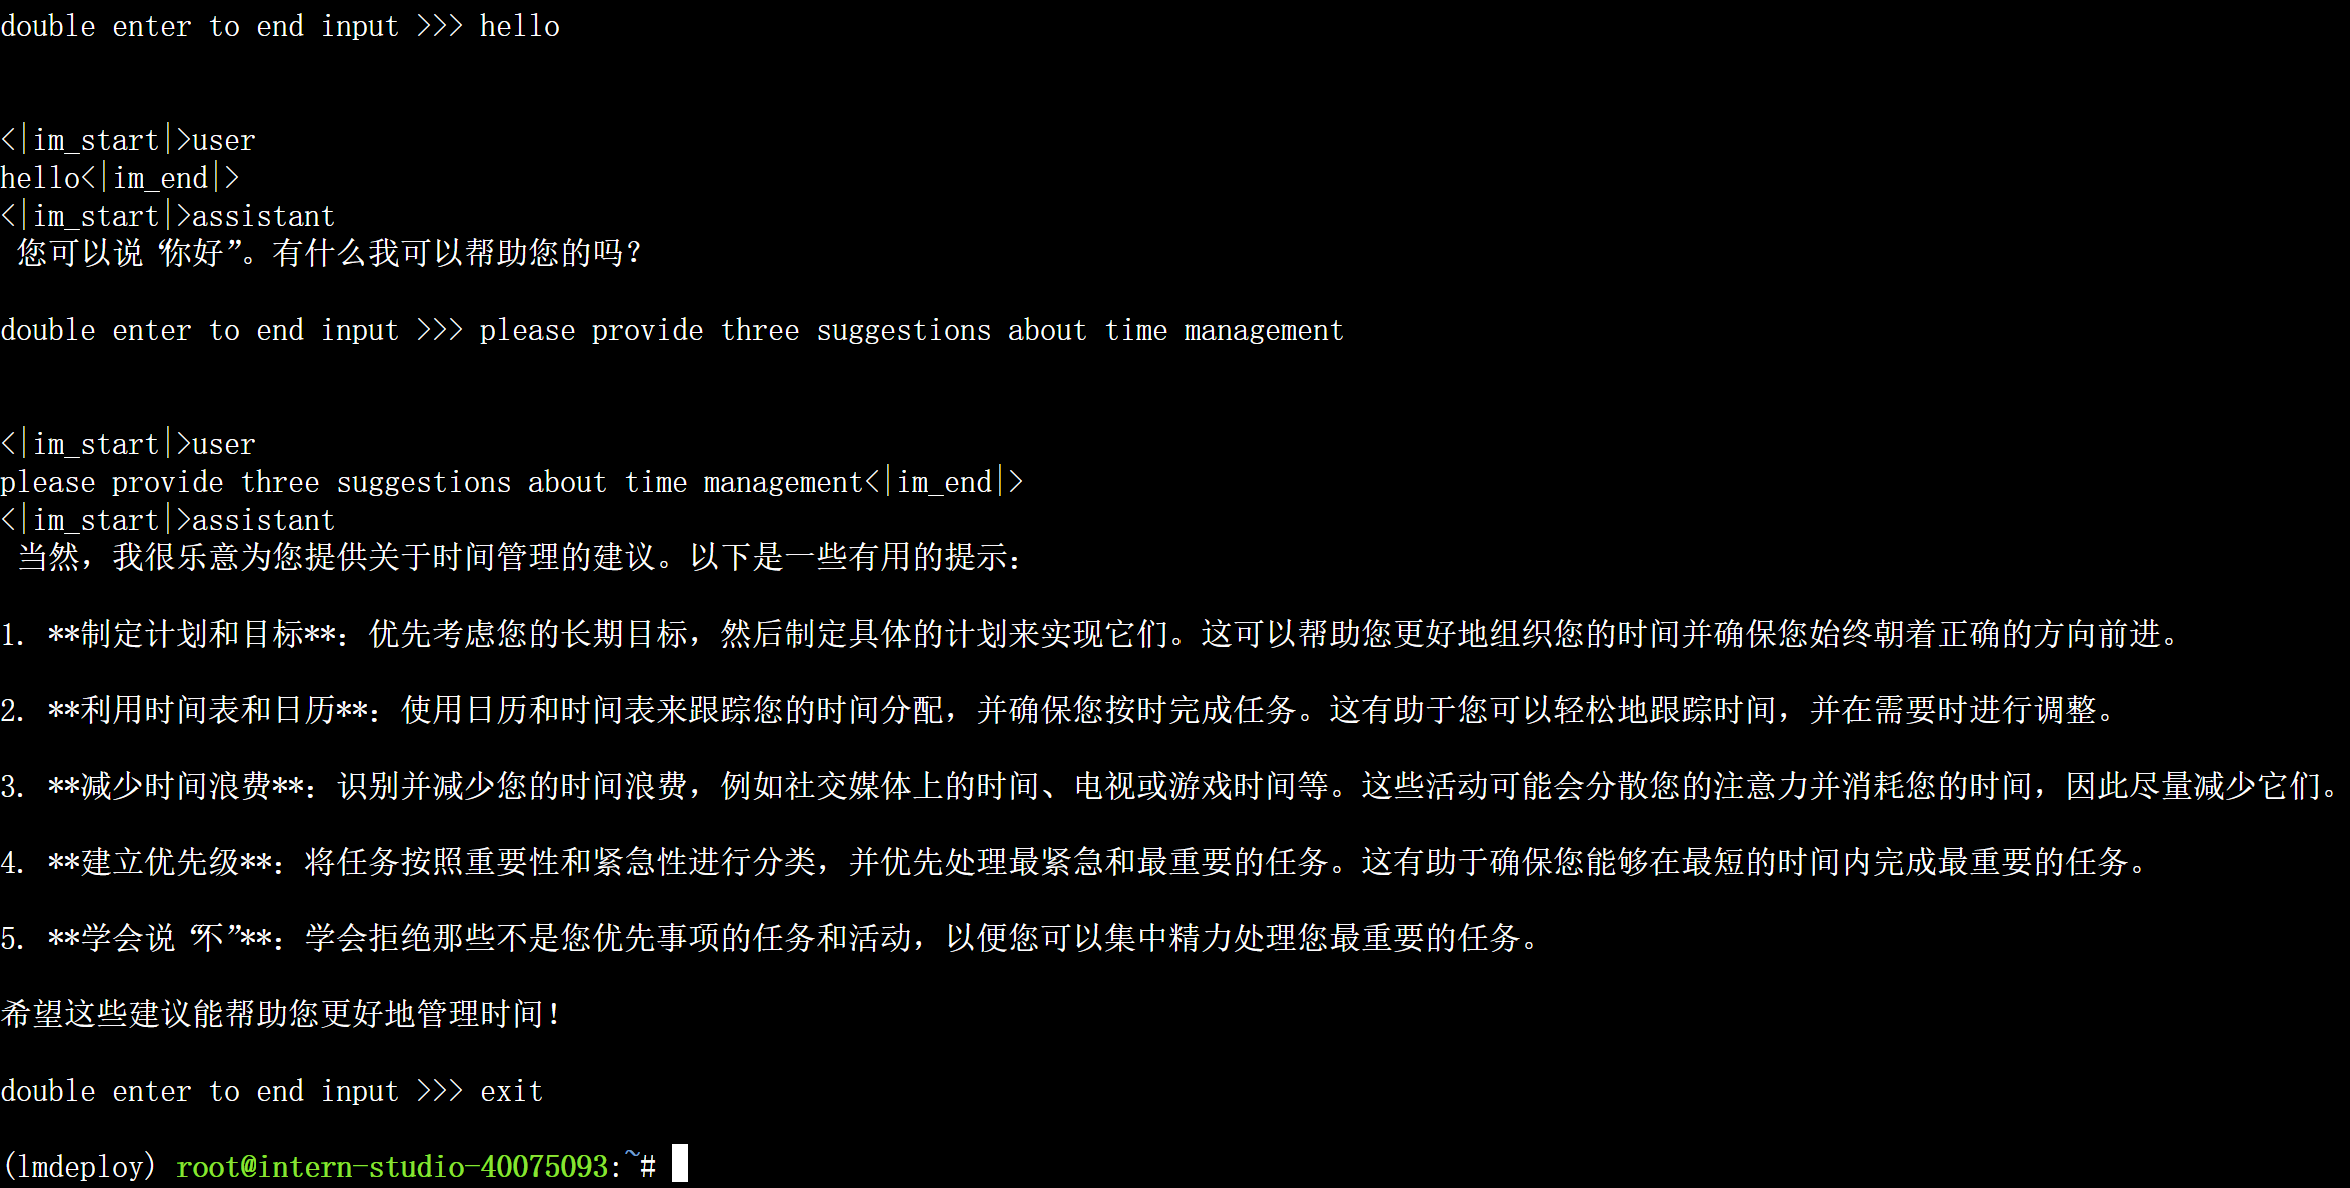 double enter to end input >>> hello
<|im_start|>user
hello<|im_end|>
<|im_start|>assistant
您可以说“你好”。有什么我可以帮助您的吗？
double enter to end input >>> please provide three suggestions about time management
<|im_start|>user
please provide three suggestions about time management<|im_end|>
<|im_start|>assistant
当然，我很乐意为您提供关于时间管理的建议。以下是一些有用的提示：
1. **制定计划和目标**：优先考虑您的长期目标，然后制定具体的计划来实现它们。这可以帮助您更好地组织您的时间并确保您始终朝着正确的方向前进。
2. **利用时间表和日历**：使用日历和时间表来跟踪您的时间分配，并确保您按时完成任务。这有助于您可以轻松地跟踪时间，并在需要时进行调整。
3. **减少时间浪费**：识别并减少您的时间浪费，例如社交媒体上的时间、电视或游戏时间等。这些活动可能会分散您的注意力并消耗您的时间，因此尽量减少它们。
4. **建立优先级**：将任务按照重要性和紧急性进行分类，并优先处理最紧急和最重要的任务。这有助于确保您能够在最短的时间内完成最重要的任务。
5. **学会说“不”**：学会拒绝那些不是您优先事项的任务和活动，以便您可以集中精力处理您最重要的任务。
希望这些建议能帮助您更好地管理时间！
double enter to end input >>> exit
(lmdeploy) root@intern-studio-40075093:~#